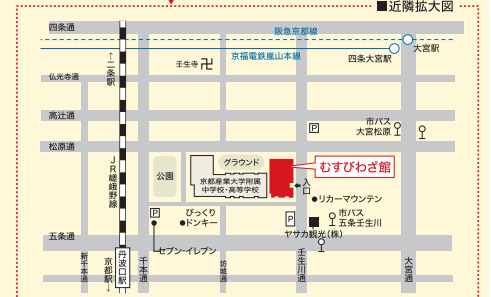 ■近隣拡大図
四条通
阪急京都線
大宮駅
京福電鉄嵐山本線
四条大宮駅
↑二条駅
壬生寺卍
仏光寺通
高辻通
市バス
大宮松原
P
松原通
JR嵯峨野線
公園
グラウンド
京都産業大学附属
中学校・高等学校
むすびわざ館
入口
●リカーマウンテン
P
びっくり
●ドンキー
P
市バス
五条壬生川
ヤサカ観光(株)
五条通
セブン-イレブン
新千本通
京都駅↓
丹波口駅
千本通
坊城通
壬生川通
大宮通